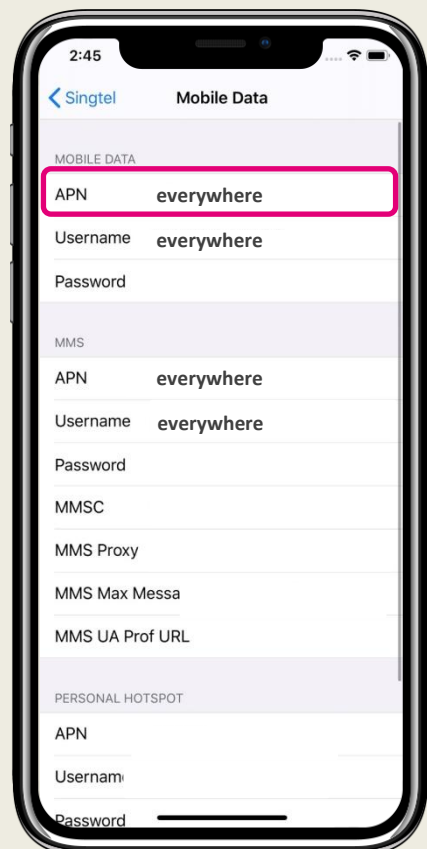 2:45
Singtel Mobile Data
MOBILE DATA
APN everywhere
Username everywhere
Password
MMS
APN everywhere
Username everywhere
Password
MMSC
MMS Proxy
MMS Max Messa
MMS UA Prof URL
PERSONAL HOTSPOT
APN
Usernam
Password